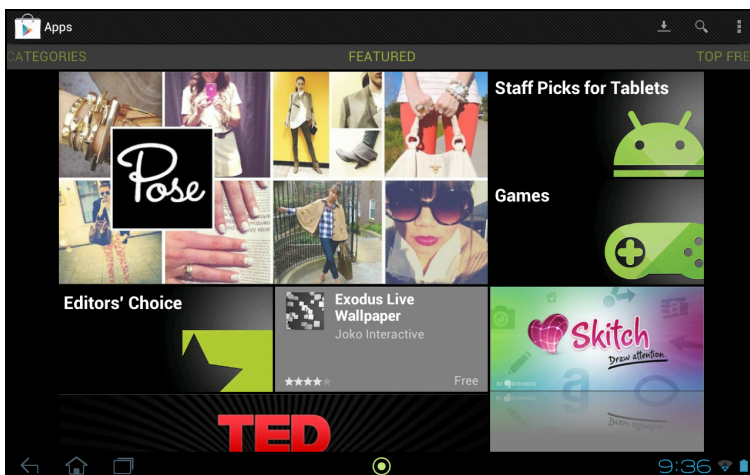 Apps
CATEGORIES
FEATURED
TOP FRE
Pose
Staff Picks for Tablets
Games
Editors' Choice
Exodus Live
Wallpaper
Joko Interactive
Free
Skitch
Draw attention.
TED
9:36